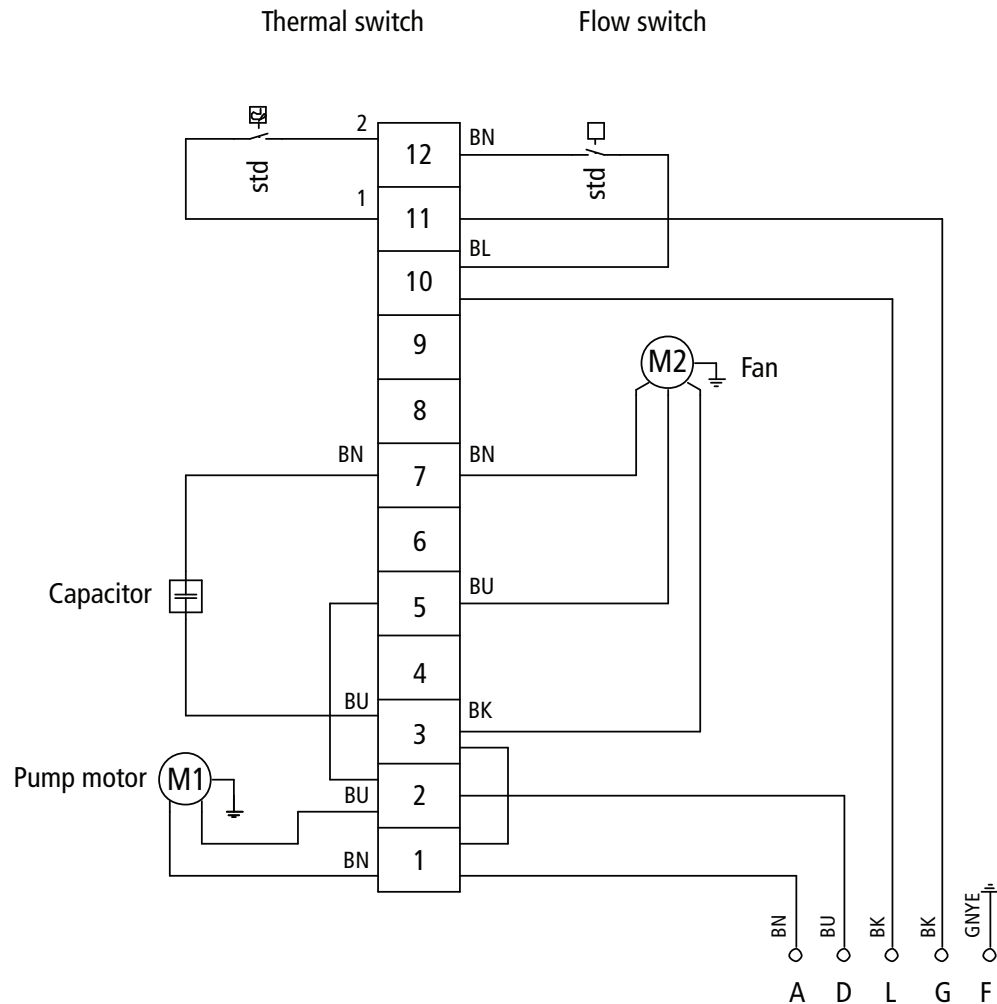 Thermal switch Flow switch
2 BN
12
std std
1
11
BL
10
9
M2 Fan
8
BN BN
7
6
Capacitor
BU
5
4
BU BK
3
Pump motor M1
BU 2
BN 1
BN BU BK BK GNYE
A D L G F